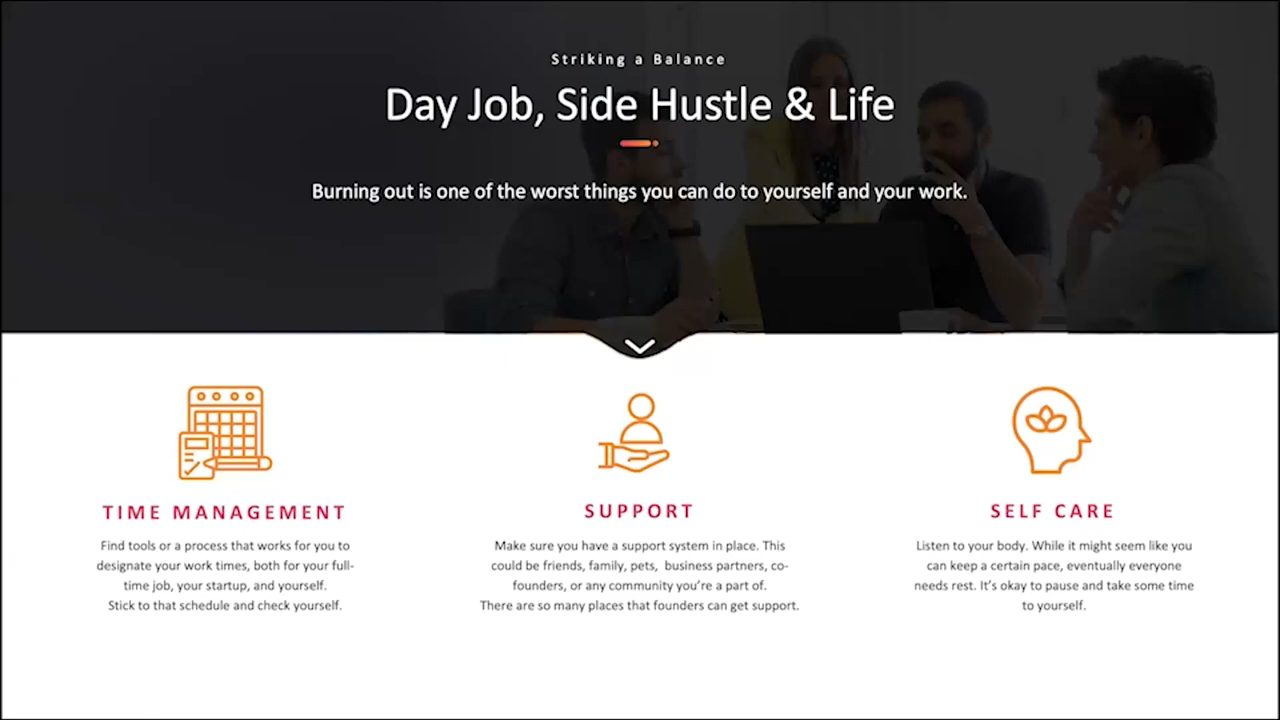 Striking a Balance
Day Job, Side Hustle & Life
Burning out is one of the worst things you can do to yourself and your work.
TIME MANAGEMENT
Find tools or a process that works for you to
designate your work times, both for your full-
time job, your startup, and yourself.
Stick to that schedule and check yourself.
SUPPORT
Make sure you have a support system in place. This
could be friends, family, pets,  business partners, co-
founders, or any community you're a part of.
There are so many places that founders can get support.
SELF CARE
Listen to your body. While it might seem like you
can keep a certain pace, eventually everyone
needs rest. It's okay to pause and take some time
to yourself.